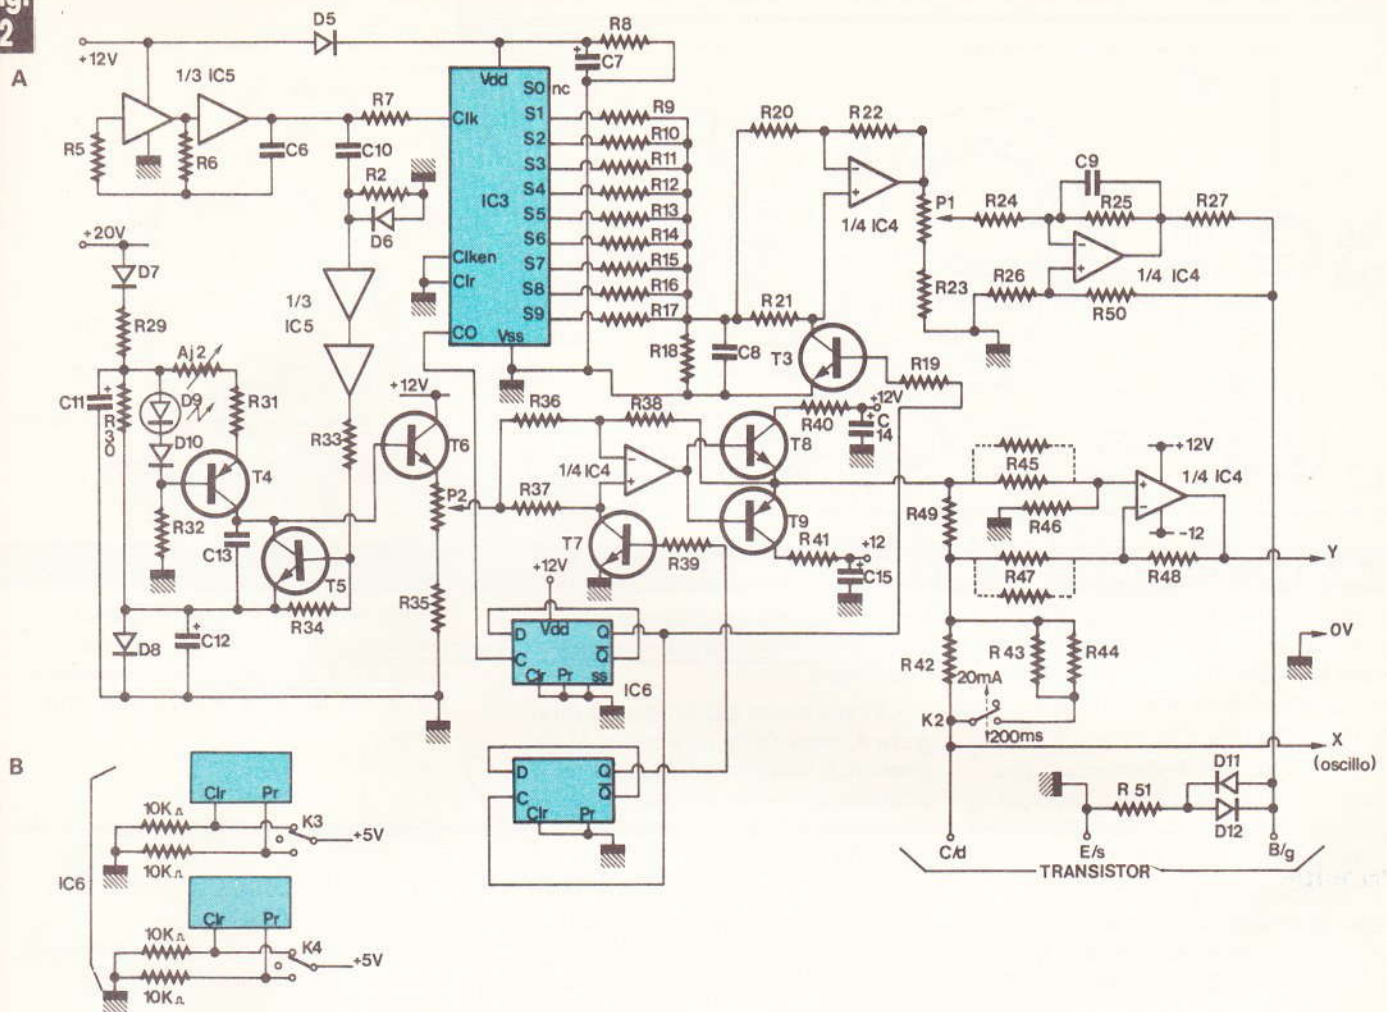 2
A
+12V
D5
R8
C7
1/3 IC5
R5
R6
C6
R7
C10
R2
D6
Vdd
S0 nc
Clk
S1
S2
S3
S4
S5
S6
S7
S8
S9
IC3
Clken
Clr
CO
Vss
R9
R10
R11
R12
R13
R14
R15
R16
R17
R18
C8
R20
R22
1/4 IC4
R21
T3
R19
P1
R23
R24
C9
R25
R27
1/4 IC4
R26
R50
+20V
D7
R29
Aj2
C11
R30
D9
D10
R31
R32
T4
C13
T5
R34
D8
C12
1/3
IC5
R33
+12V
T6
P2
R35
R36
R38
1/4 IC4
R37
T7
R39
T8
T9
R40
+12V
C
14
R41
+12
C15
R49
R45
R46
+12V
1/4 IC4
-12
R47
R48
Y
0V
R42
R43
R44
20mA
K2
200ms
X
(oscillo)
D11
R 51
D12
C/d
E/s
B/g
TRANSISTOR
+12V
Vdd
D
Q
C
Q
Clr
Pr
ss
IC6
D
Q
C
Q
Clr
Pr
B
Clr
Pr
10KΩ
K3
+5V
10KΩ
IC6
Clr
Pr
10KΩ
K4
+5V
10KΩ